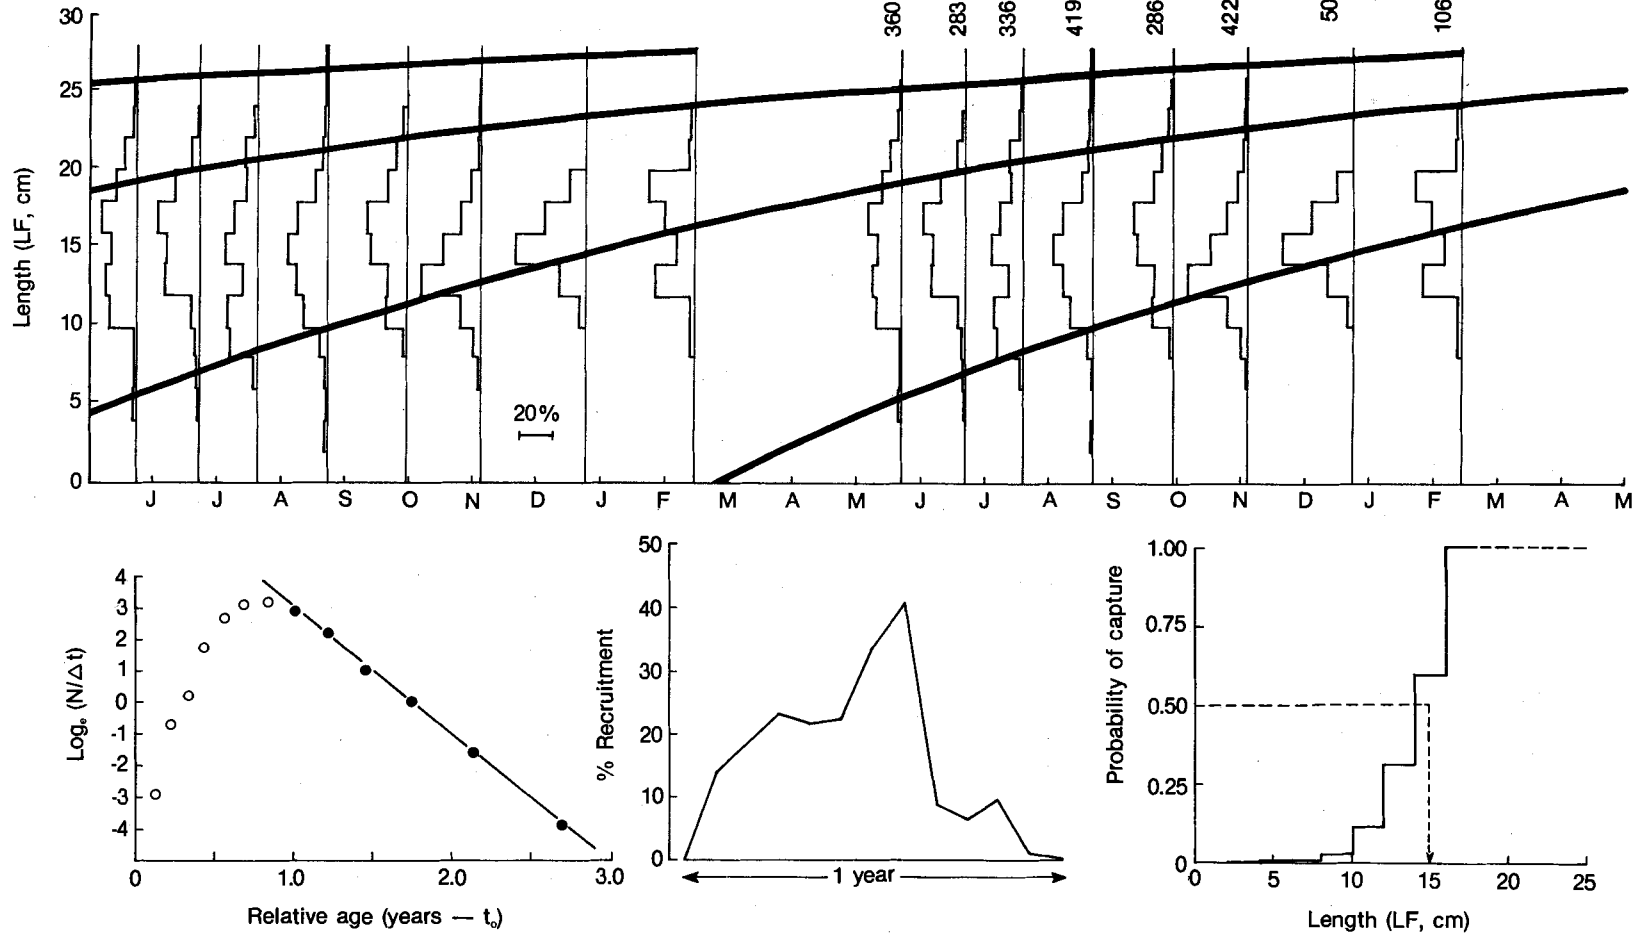 360 283 336 419 286 422 50 106
30
25
20
15
10
5
0
Length (LF, cm)
20%
J J A S O N D J F M A M J J A S O N D J F M A M
4
3
2
1
0
-1
-2
-3
-4
Logₑ (N/Δt)
0 1.0 2.0 3.0
Relative age (years — t₀)
50
40
30
20
10
0
% Recruitment
1 year
1.00
0.75
0.50
0.25
0
Probability of capture
0 5 10 15 20 25
Length (LF, cm)